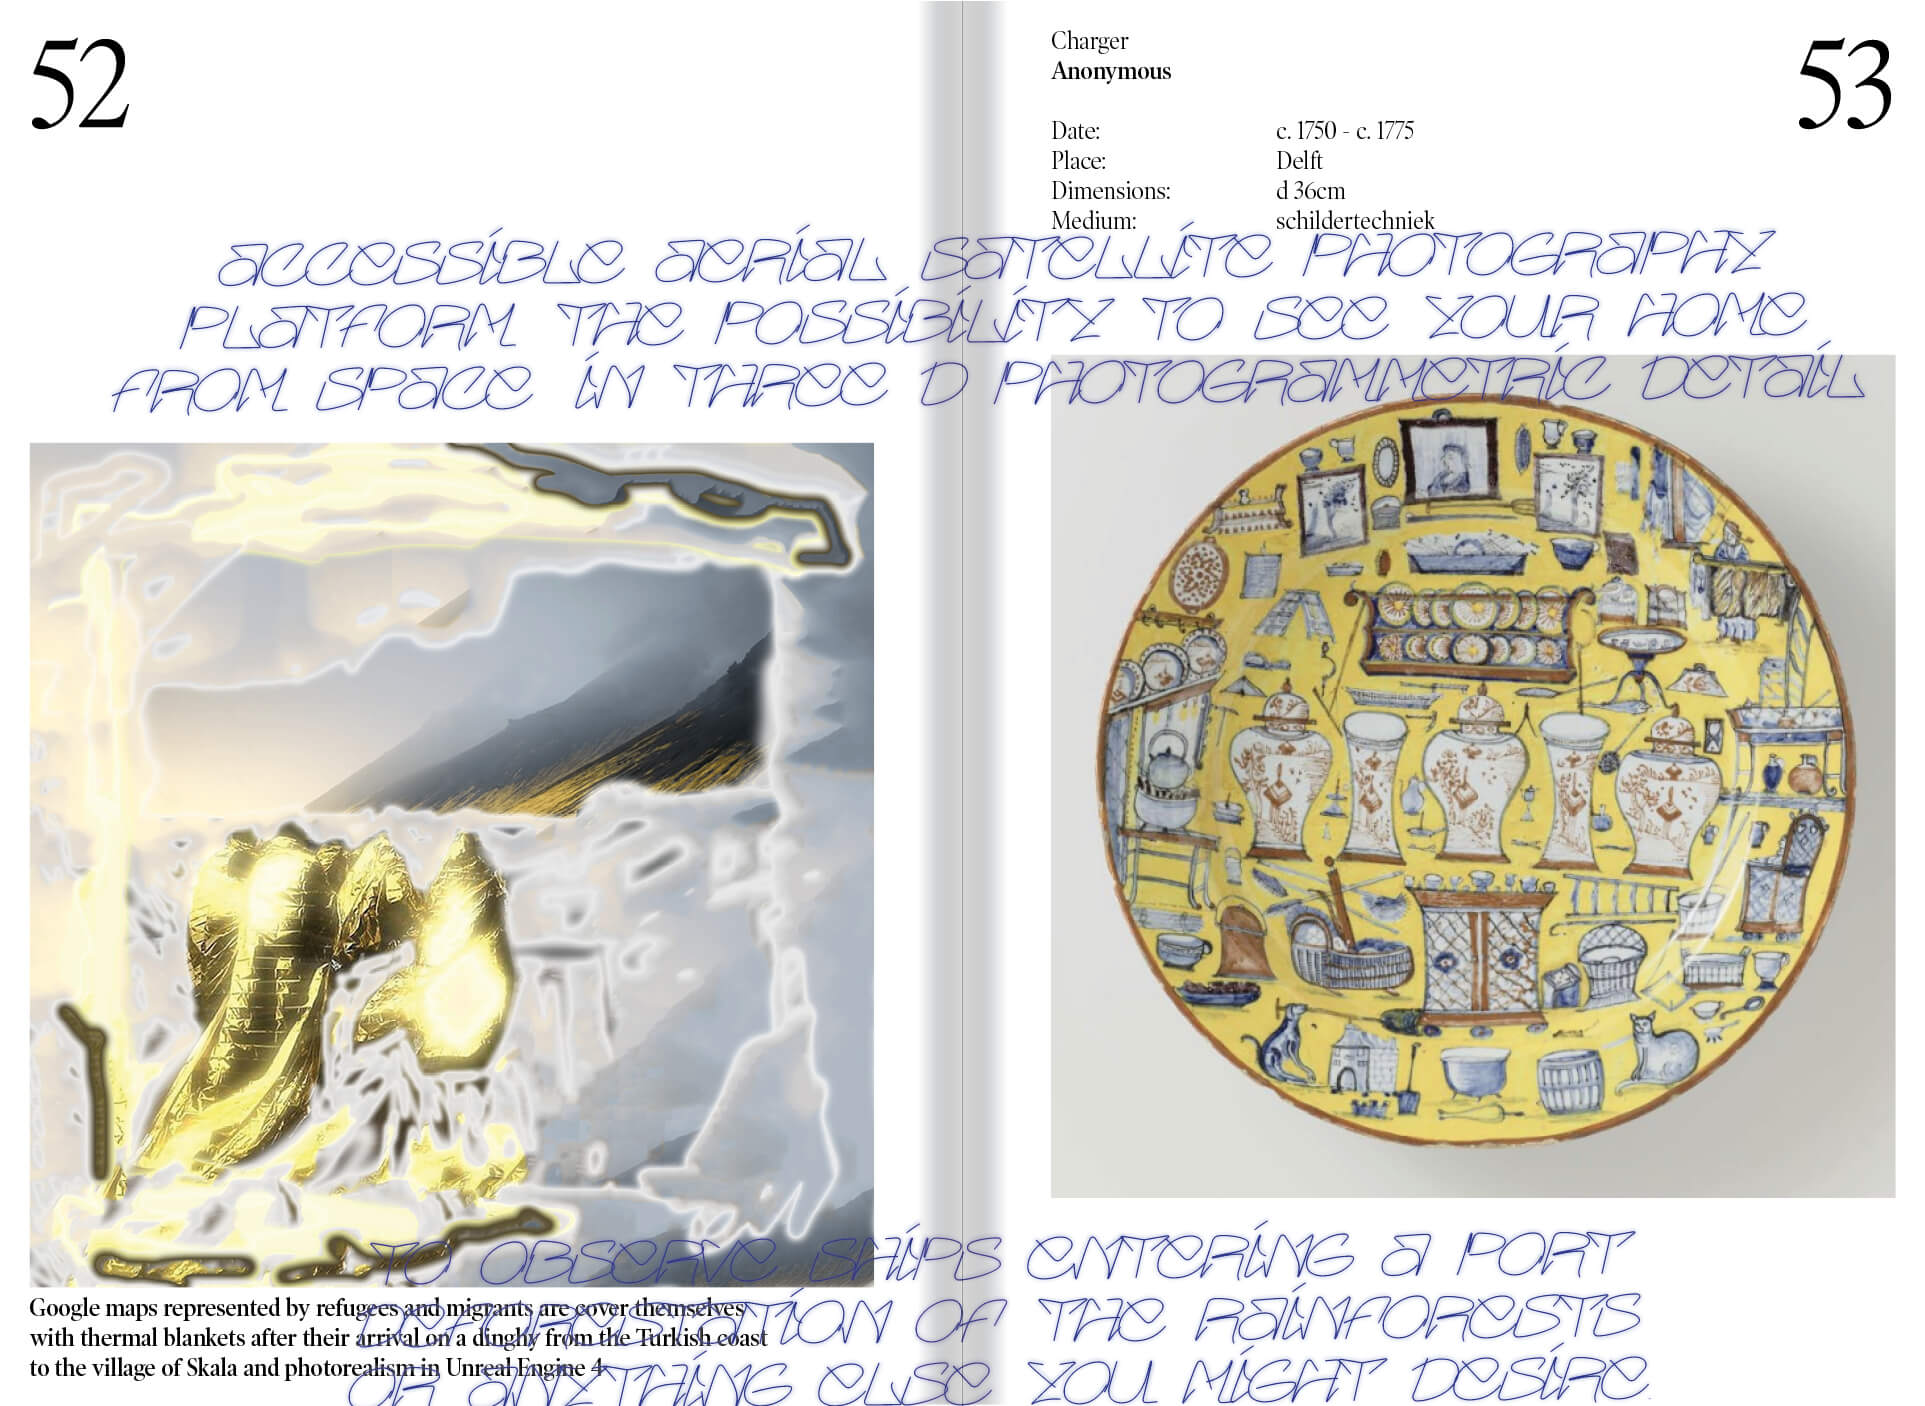 52
Charger
Anonymous
53
Date: c. 1750 - c. 1775
Place: Delft
Dimensions: d 36cm
Medium: schildertechniek
ACCESSIBLE AERIAL SATELLITE PHOTOGRAPHY
PLATFORM THE POSSIBILITY TO SEE YOUR HOME
FROM SPACE IN THREE D PHOTOGRAMMETRIC DETAIL
TO OBSERVE SHIPS ENTERING A PORT
DEFORESTATION OF THE RAINFORESTS
OR ANYTHING ELSE YOU MIGHT DESIRE
Google maps represented by refugees and migrants are cover themselves
with thermal blankets after their arrival on a dinghy from the Turkish coast
to the village of Skala and photorealism in Unreal Engine 4